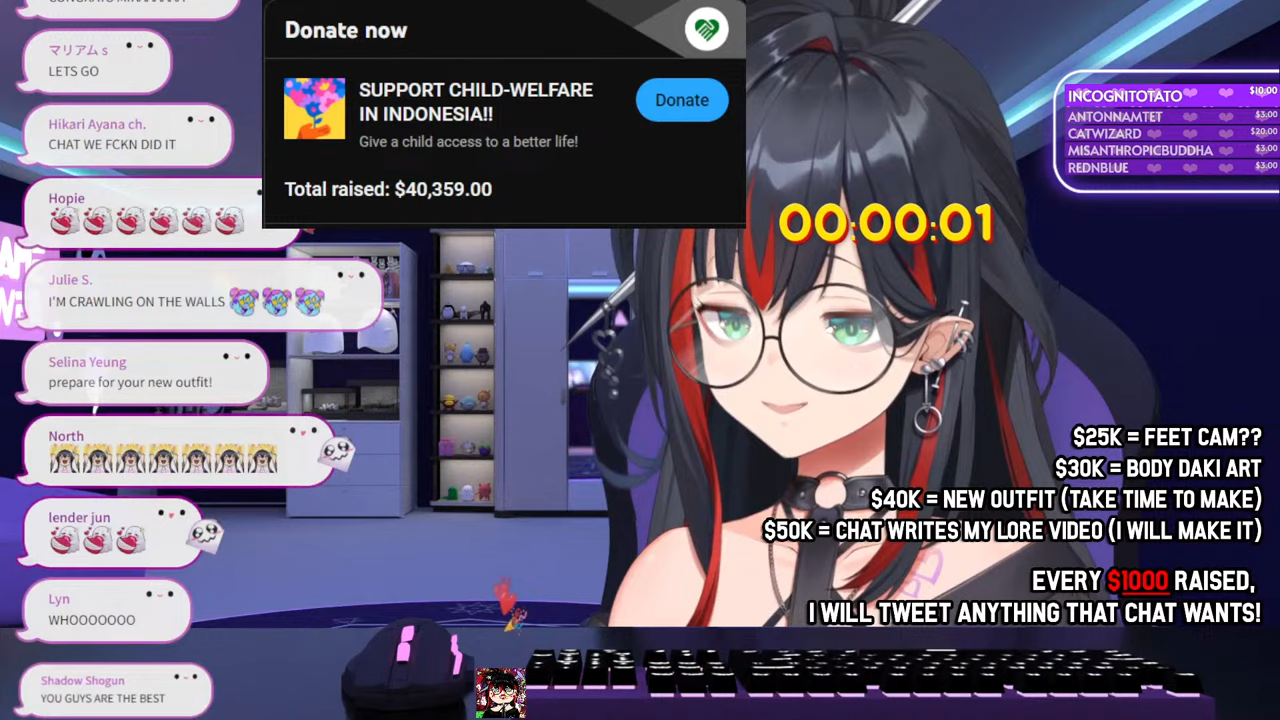 マリアム s
LETS GO
Hikari Ayana ch.
CHAT WE FCKN DID IT
Hopie
Julie S.
I'M CRAWLING ON THE WALLS
Selina Yeung
prepare for your new outfit!
North
lender jun
Lyn
WHOOOOOOO
Shadow Shogun
YOU GUYS ARE THE BEST
Donate now
SUPPORT CHILD-WELFARE
IN INDONESIA!!
Donate
Give a child access to a better life!
Total raised: $40,359.00
00:00:01
INCOGNITOTATO $10.00
ANTONNAMTET $3.00
CATWIZARD $20.00
MISANTHROPICBUDDHA $3.00
REDNBLUE $3.00
$25K = FEET CAM??
$30K = BODY DAKI ART
$40K = NEW OUTFIT (TAKE TIME TO MAKE)
$50K = CHAT WRITES MY LORE VIDEO (I WILL MAKE IT)
EVERY $1000 RAISED,
I WILL TWEET ANYTHING THAT CHAT WANTS!